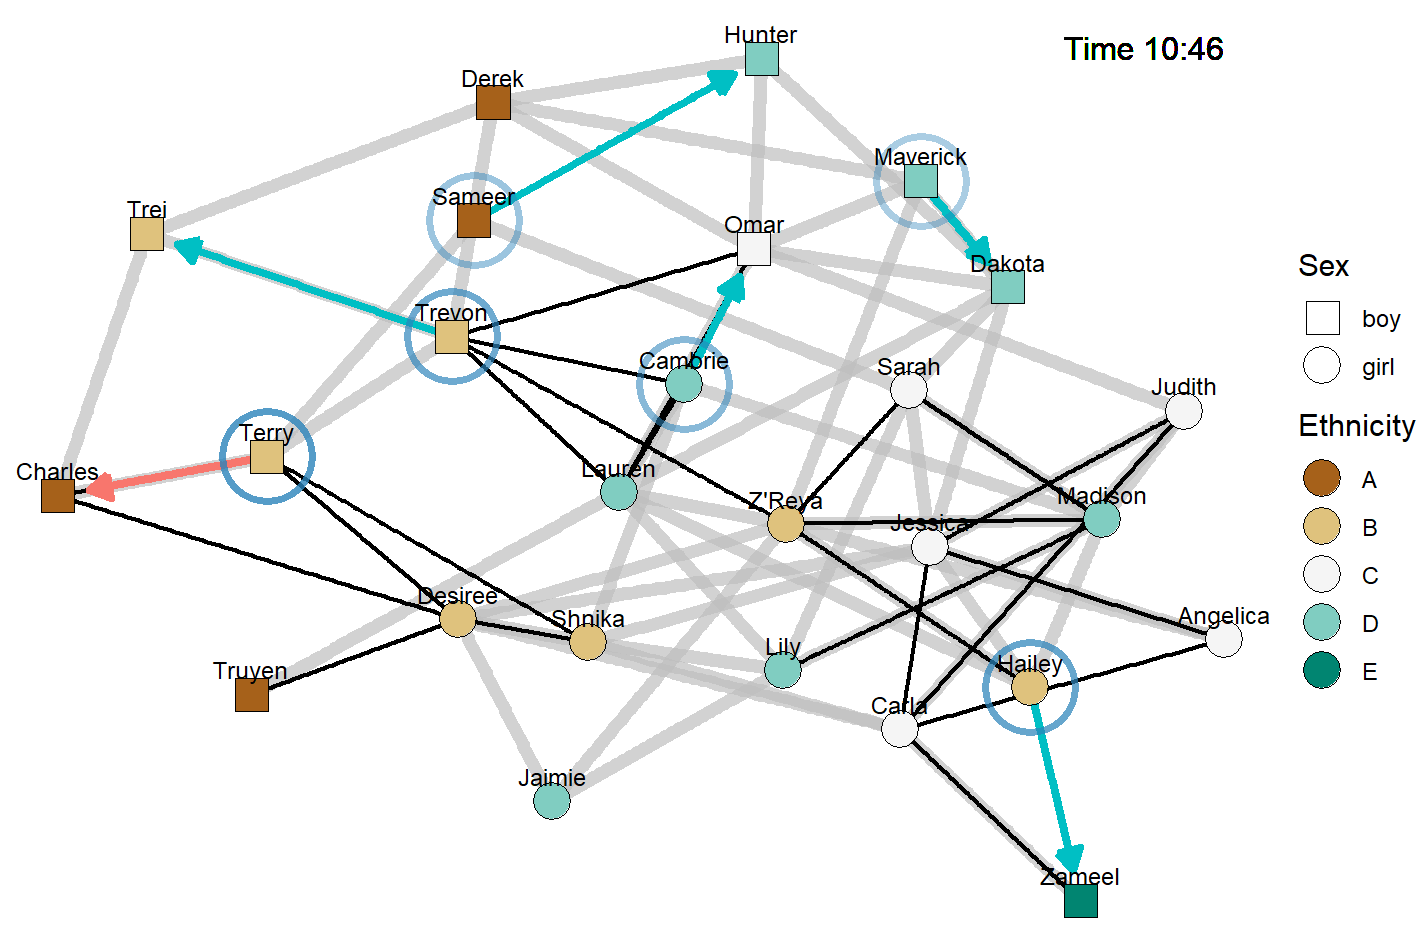 Hunter
Time 10:46
Derek
Maverick
Sameer
Trei
Omar
Dakota
Sex
Trevon
boy
Cambrie
Sarah
girl
Judith
Ethnicity
Terry
Charles
Lauren
A
Z'Reya
Madison
Jessica
B
C
Desiree
Shnika
Angelica
D
Lily
Truyen
Hailey
E
Carla
Jaimie
Zameel